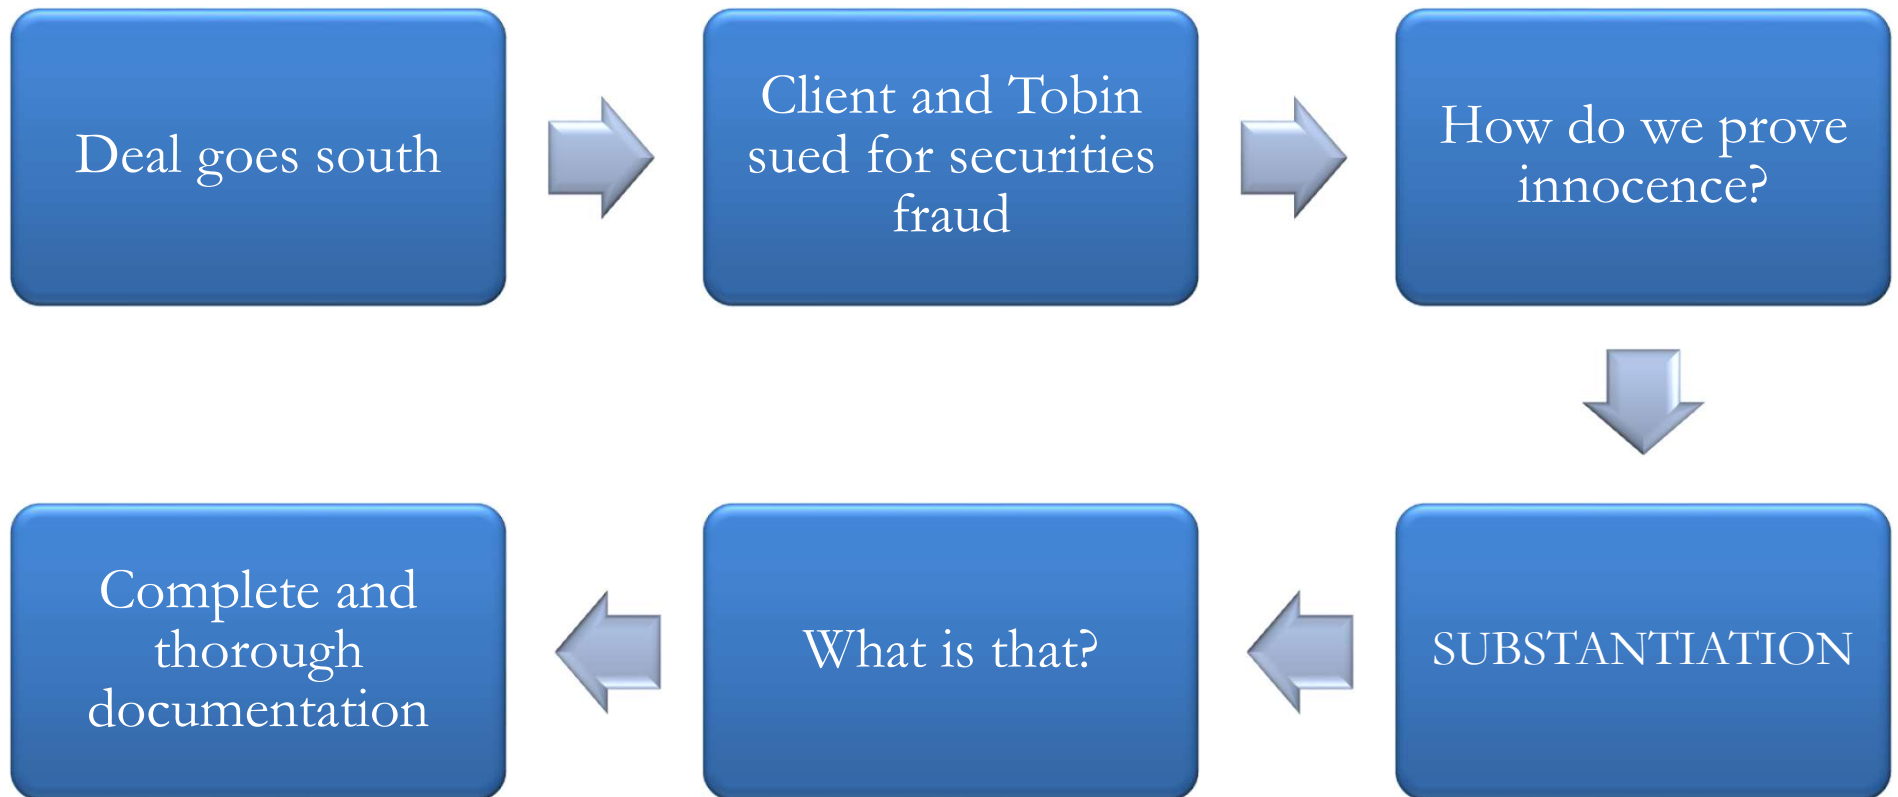 Deal goes south
Client and Tobin
sued for securities
fraud
How do we prove
innocence?
SUBSTANTIATION
What is that?
Complete and
thorough
documentation